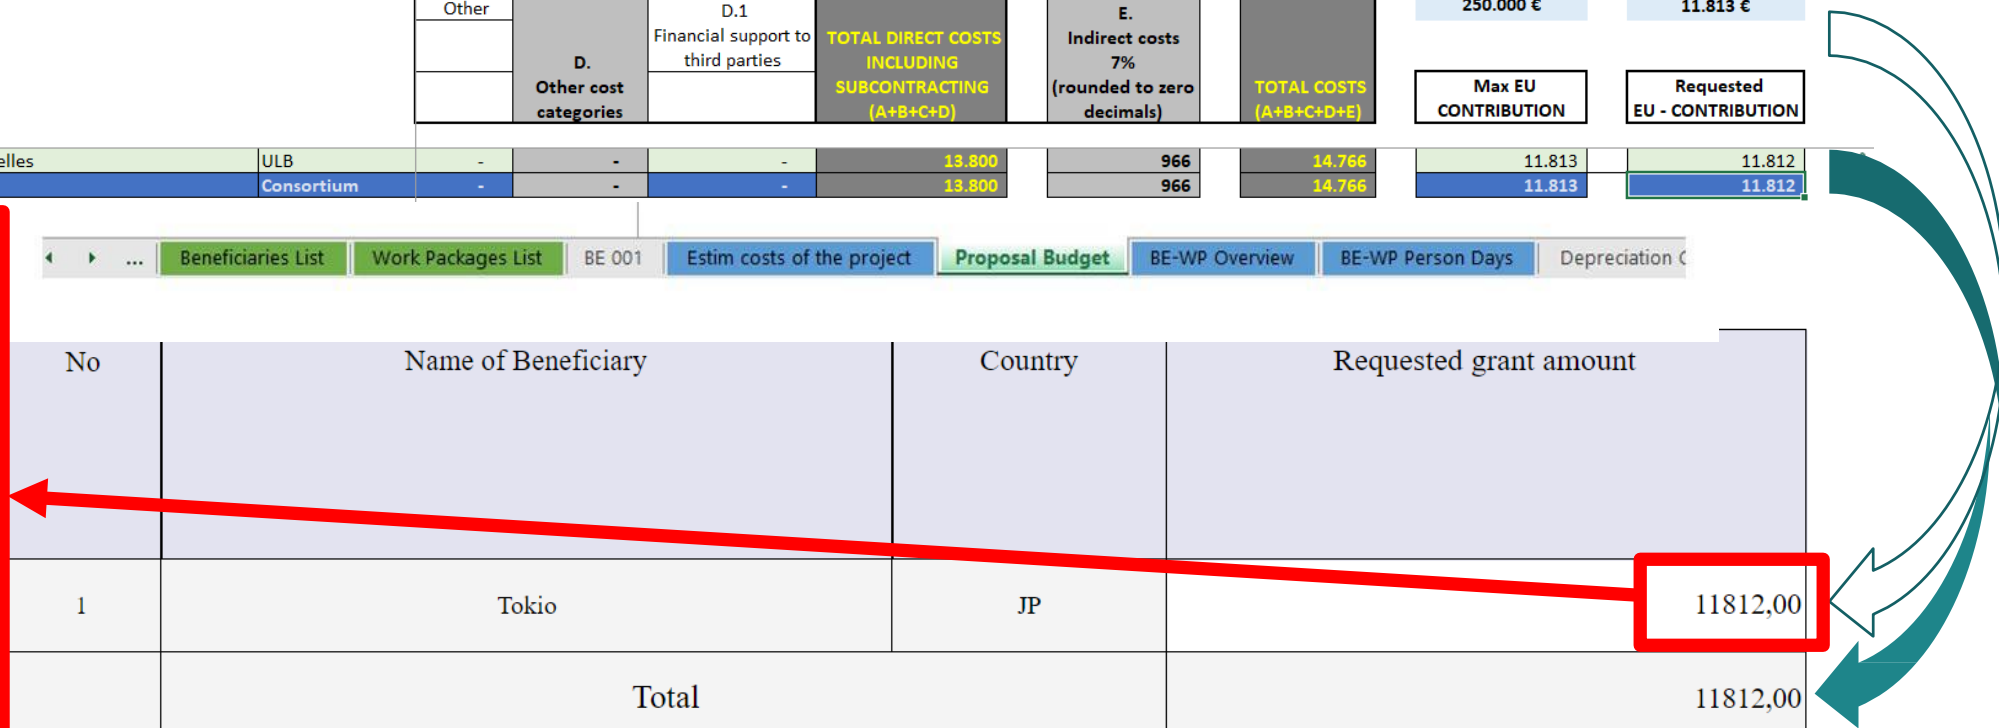 Other
D.
Other cost
categories
D.1
Financial support to
third parties
TOTAL DIRECT COSTS
INCLUDING
SUBCONTRACTING
(A+B+C+D)
E.
Indirect costs
7%
(rounded to zero
decimals)
TOTAL COSTS
(A+B+C+D+E)
250.000 €
11.813 €
Max EU
CONTRIBUTION
Requested
EU - CONTRIBUTION
elles ULB - - - 13.800 966 14.766 11.813 11.812
Consortium - - - 13.800 966 14.766 11.813 11.812
... Beneficiaries List Work Packages List BE 001 Estim costs of the project Proposal Budget BE-WP Overview BE-WP Person Days Depreciation
No Name of Beneficiary Country Requested grant amount
1 Tokio JP 11812,00
Total 11812,00